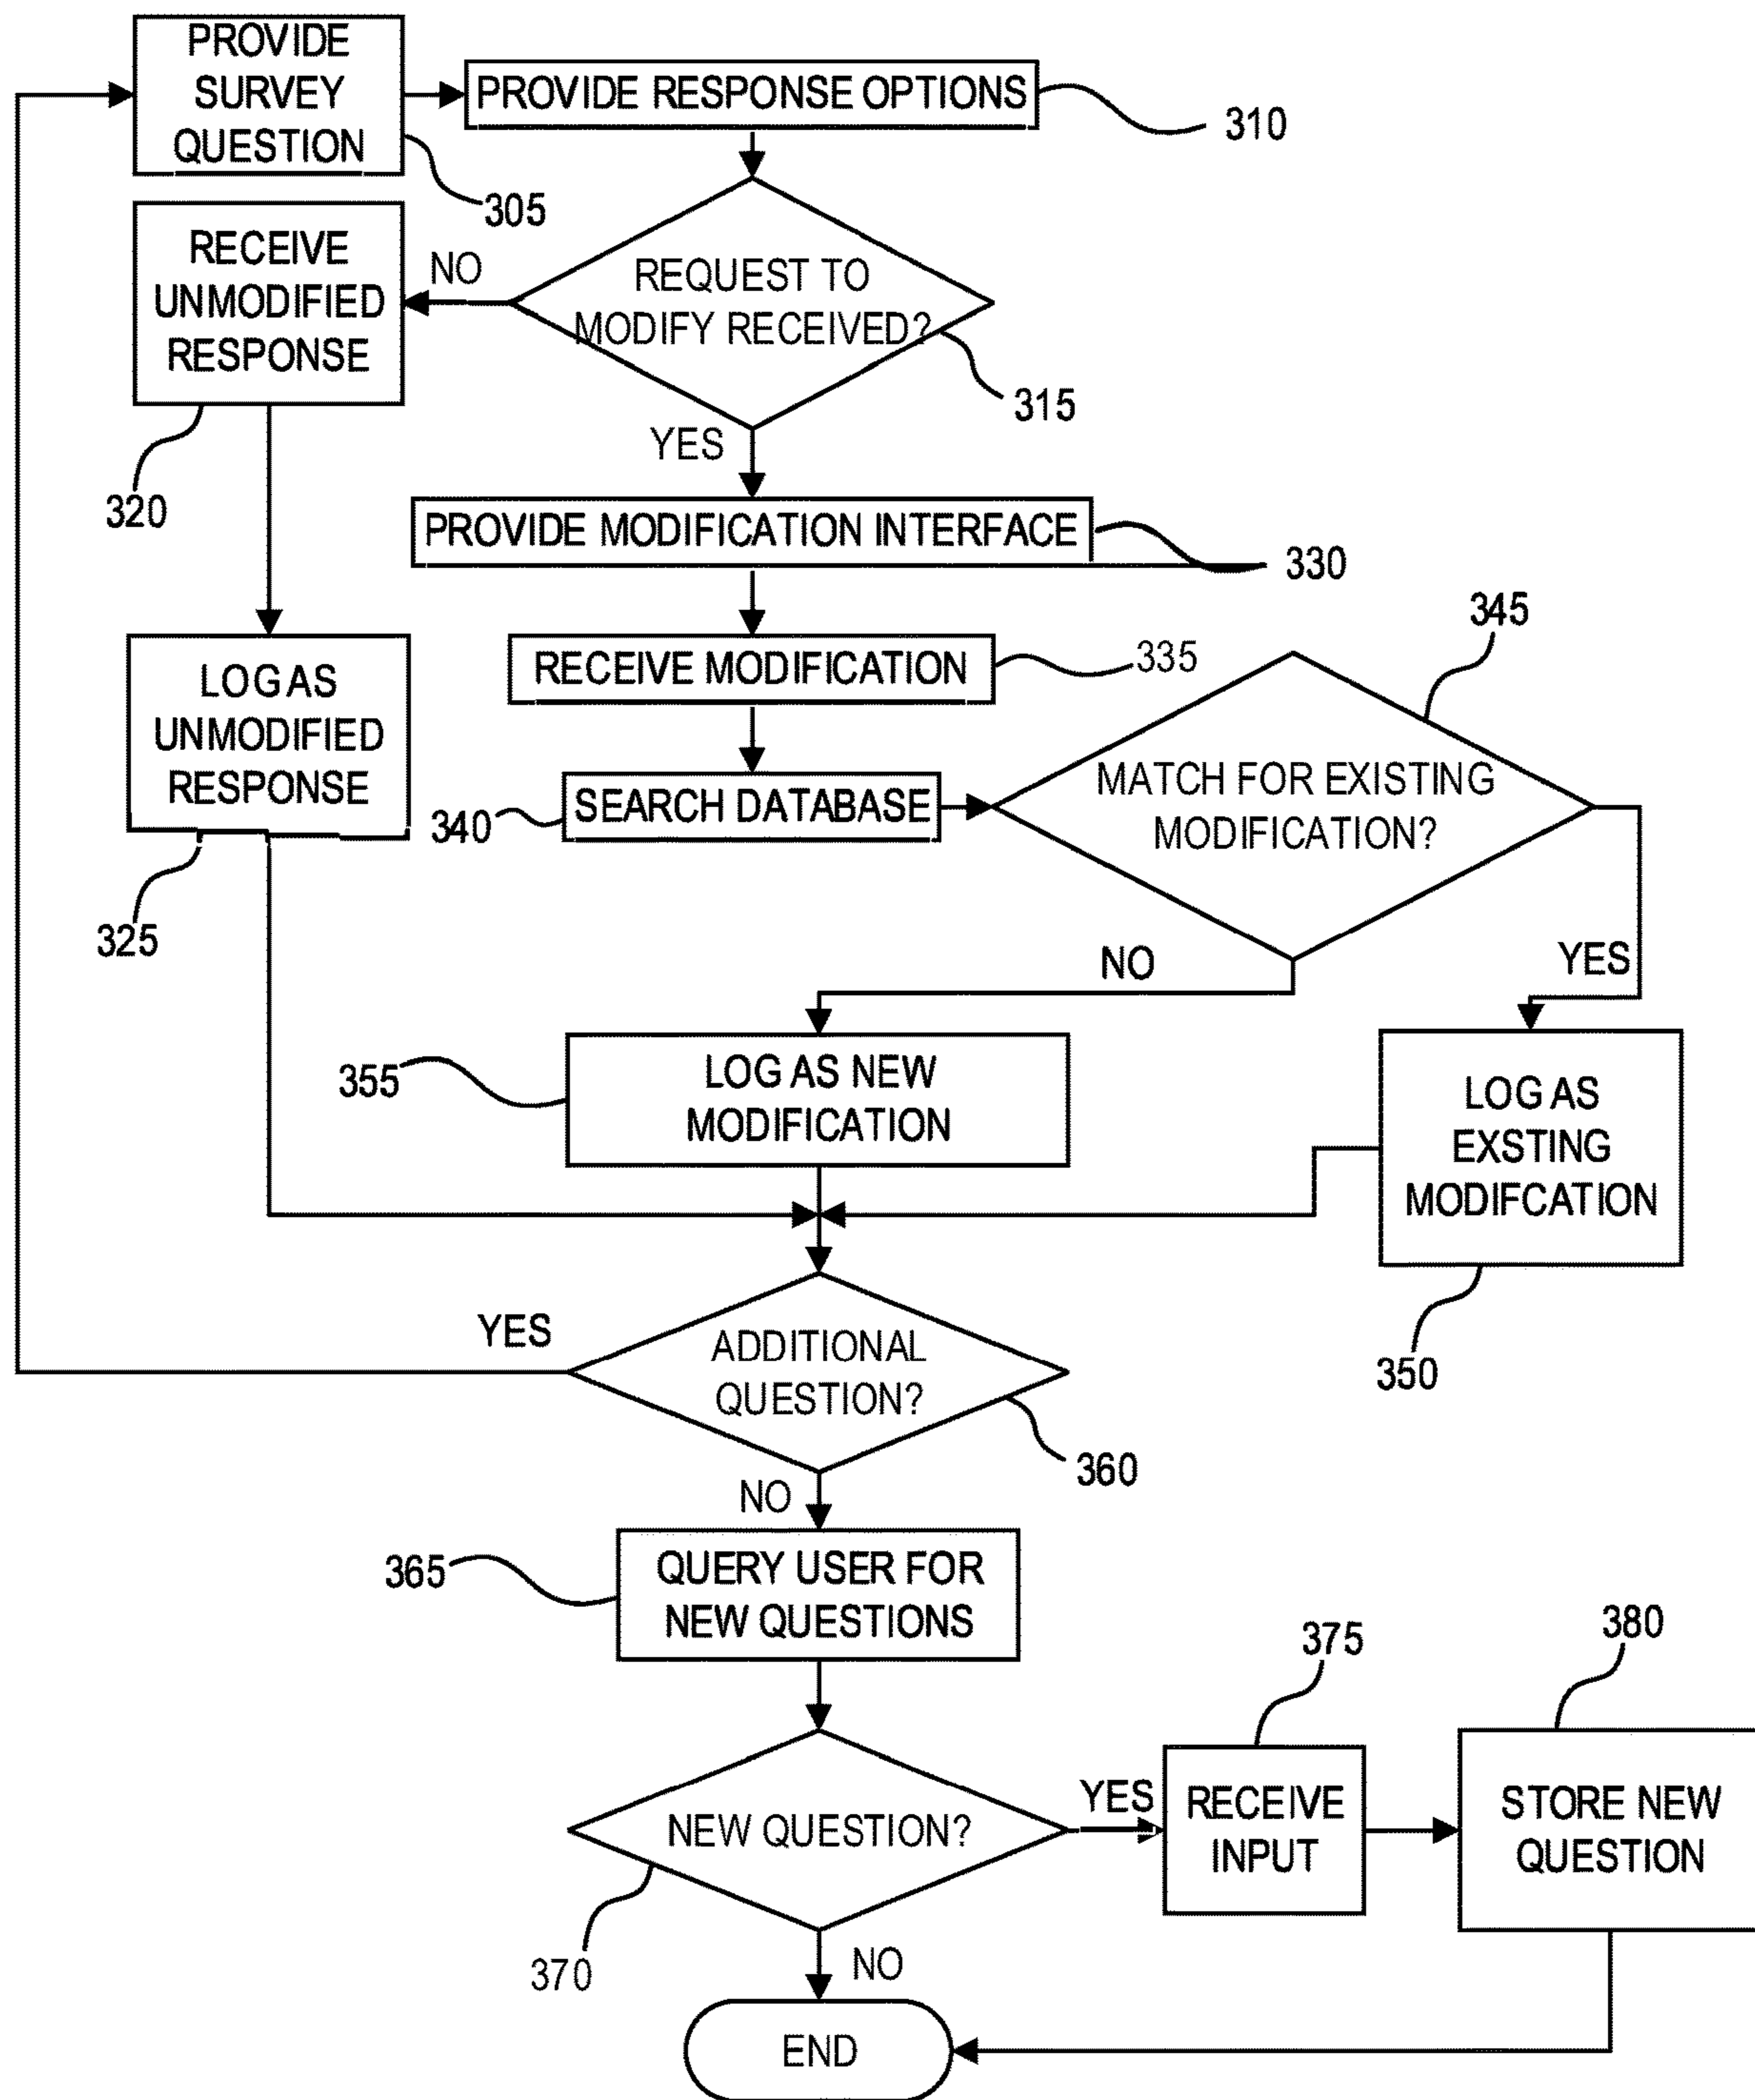 PROVIDE
SURVEY
QUESTION
305
PROVIDE RESPONSE OPTIONS
310
REQUEST TO
MODIFY RECEIVED?
315
NO
RECEIVE
UNMODIFIED
RESPONSE
320
YES
PROVIDE MODIFICATION INTERFACE
330
LOG AS
UNMODIFIED
RESPONSE
325
RECEIVE MODIFICATION
335
SEARCH DATABASE
340
345
MATCH FOR EXISTING
MODIFICATION?
NO
YES
355
LOG AS NEW
MODIFICATION
LOG AS
EXSTING
MODIFCATION
350
YES
ADDITIONAL
QUESTION?
360
NO
365
QUERY USER FOR
NEW QUESTIONS
NEW QUESTION?
370
YES
375
RECEIVE
INPUT
380
STORE NEW
QUESTION
NO
END